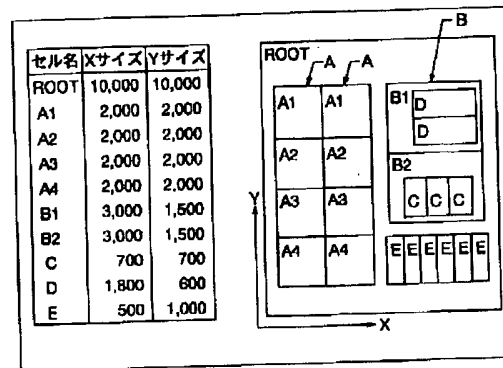 セル名 Xサイズ Yサイズ
ROOT 10,000 10,000
A1 2,000 2,000
A2 2,000 2,000
A3 2,000 2,000
A4 2,000 2,000
B1 3,000 1,500
B2 3,000 1,500
C 700 700
D 1,800 600
E 500 1,000
B
ROOT A A
A1 A1 B1 D
D
A2 A2 B2
Y A3 A3 C C C
A4 A4 E E E E E E
X